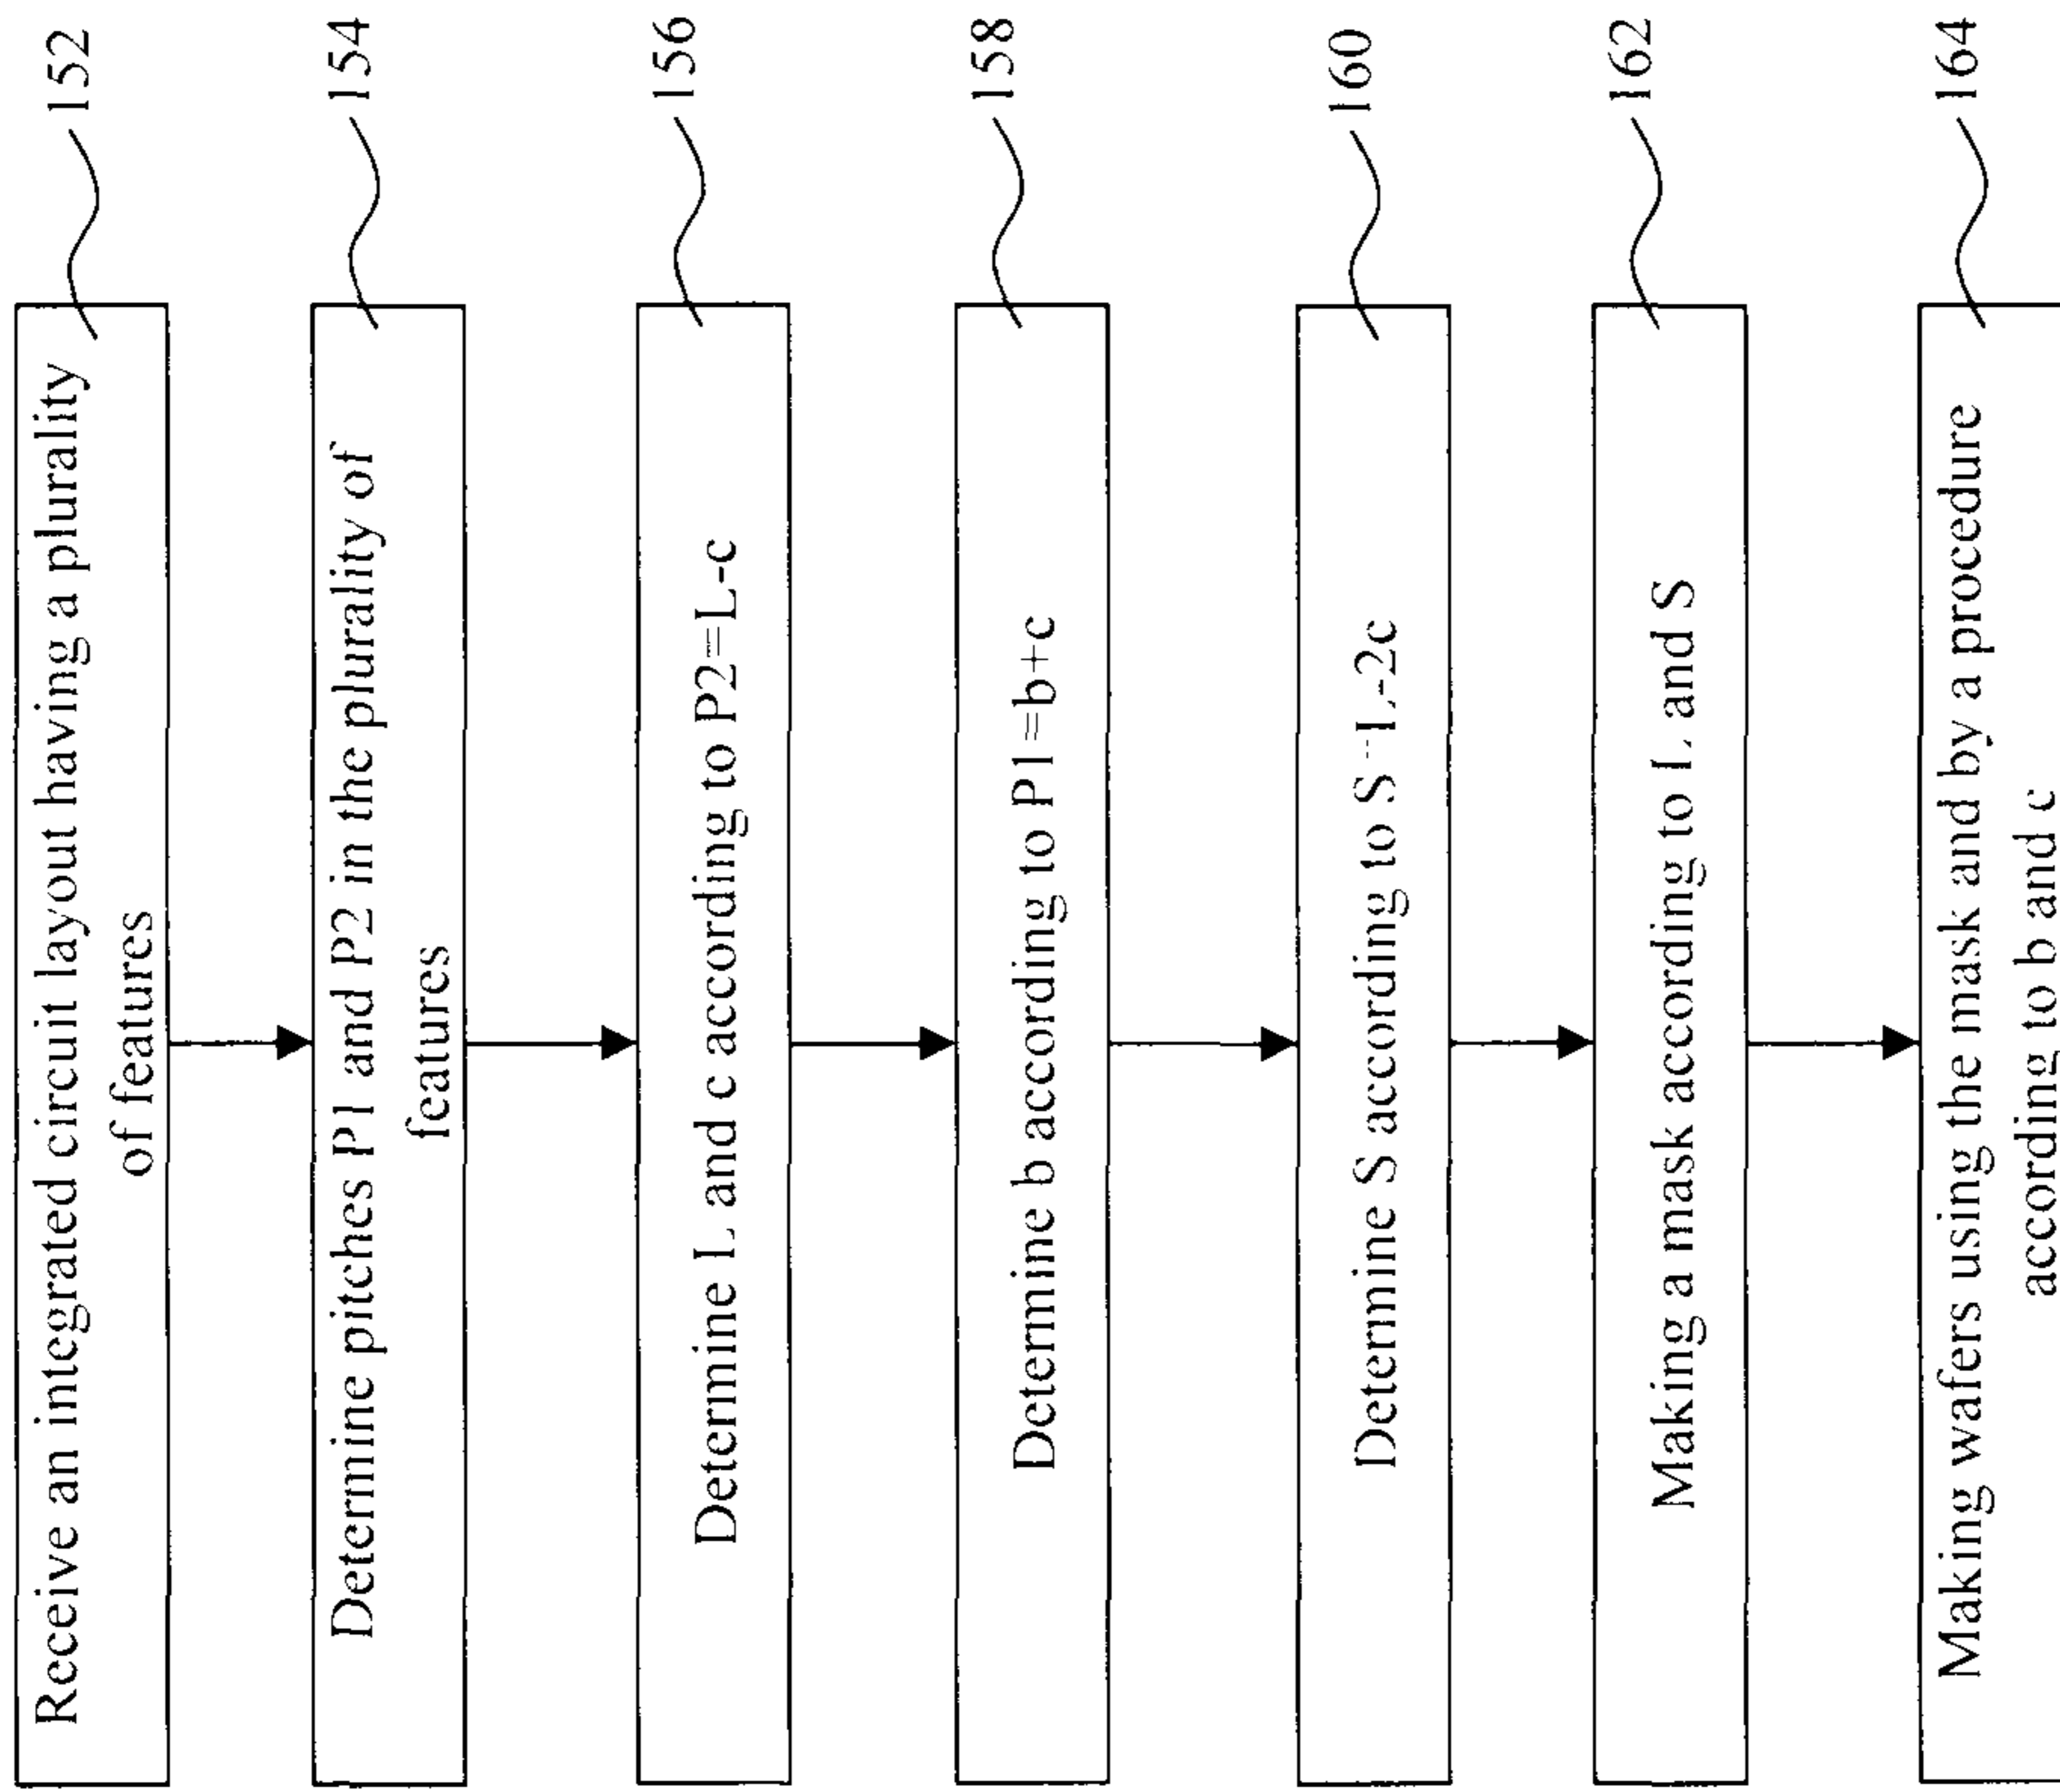 Receive an integrated circuit layout having a plurality
of features
152
Determine pitches P1 and P2 in the plurality of
features
154
Determine L and c according to P2=L-c
156
Determine b according to P1=b+c
158
Determine S according to S=L-2c
160
Making a mask according to L and S
162
Making wafers using the mask and by a procedure
according to b and c
164